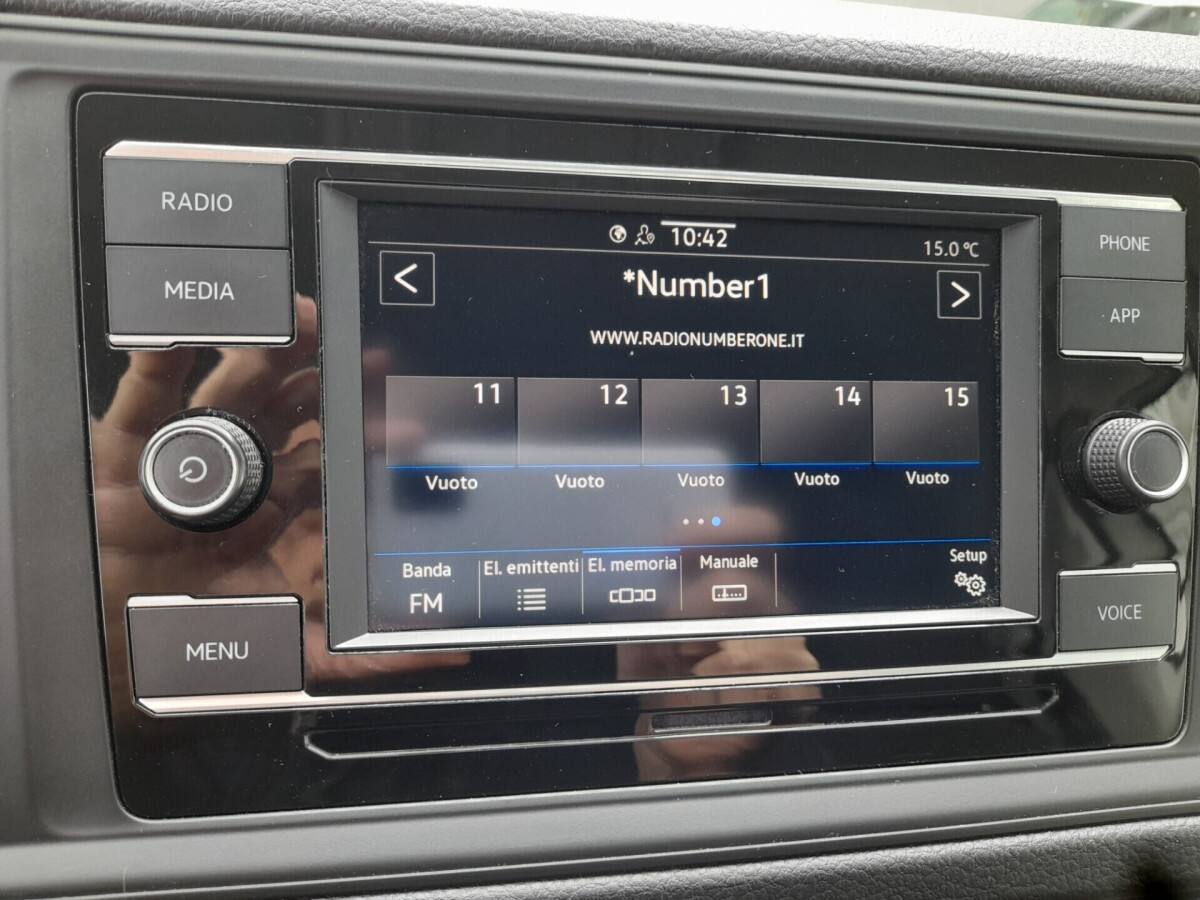 RADIO
MEDIA
MENU
10:42
15.0 °C
< *Number1 >
WWW.RADIONUMBERONE.IT
11 12 13 14 15
Vuoto Vuoto Vuoto Vuoto Vuoto
Banda El. emittenti El. memoria Manuale Setup
FM
PHONE
APP
VOICE